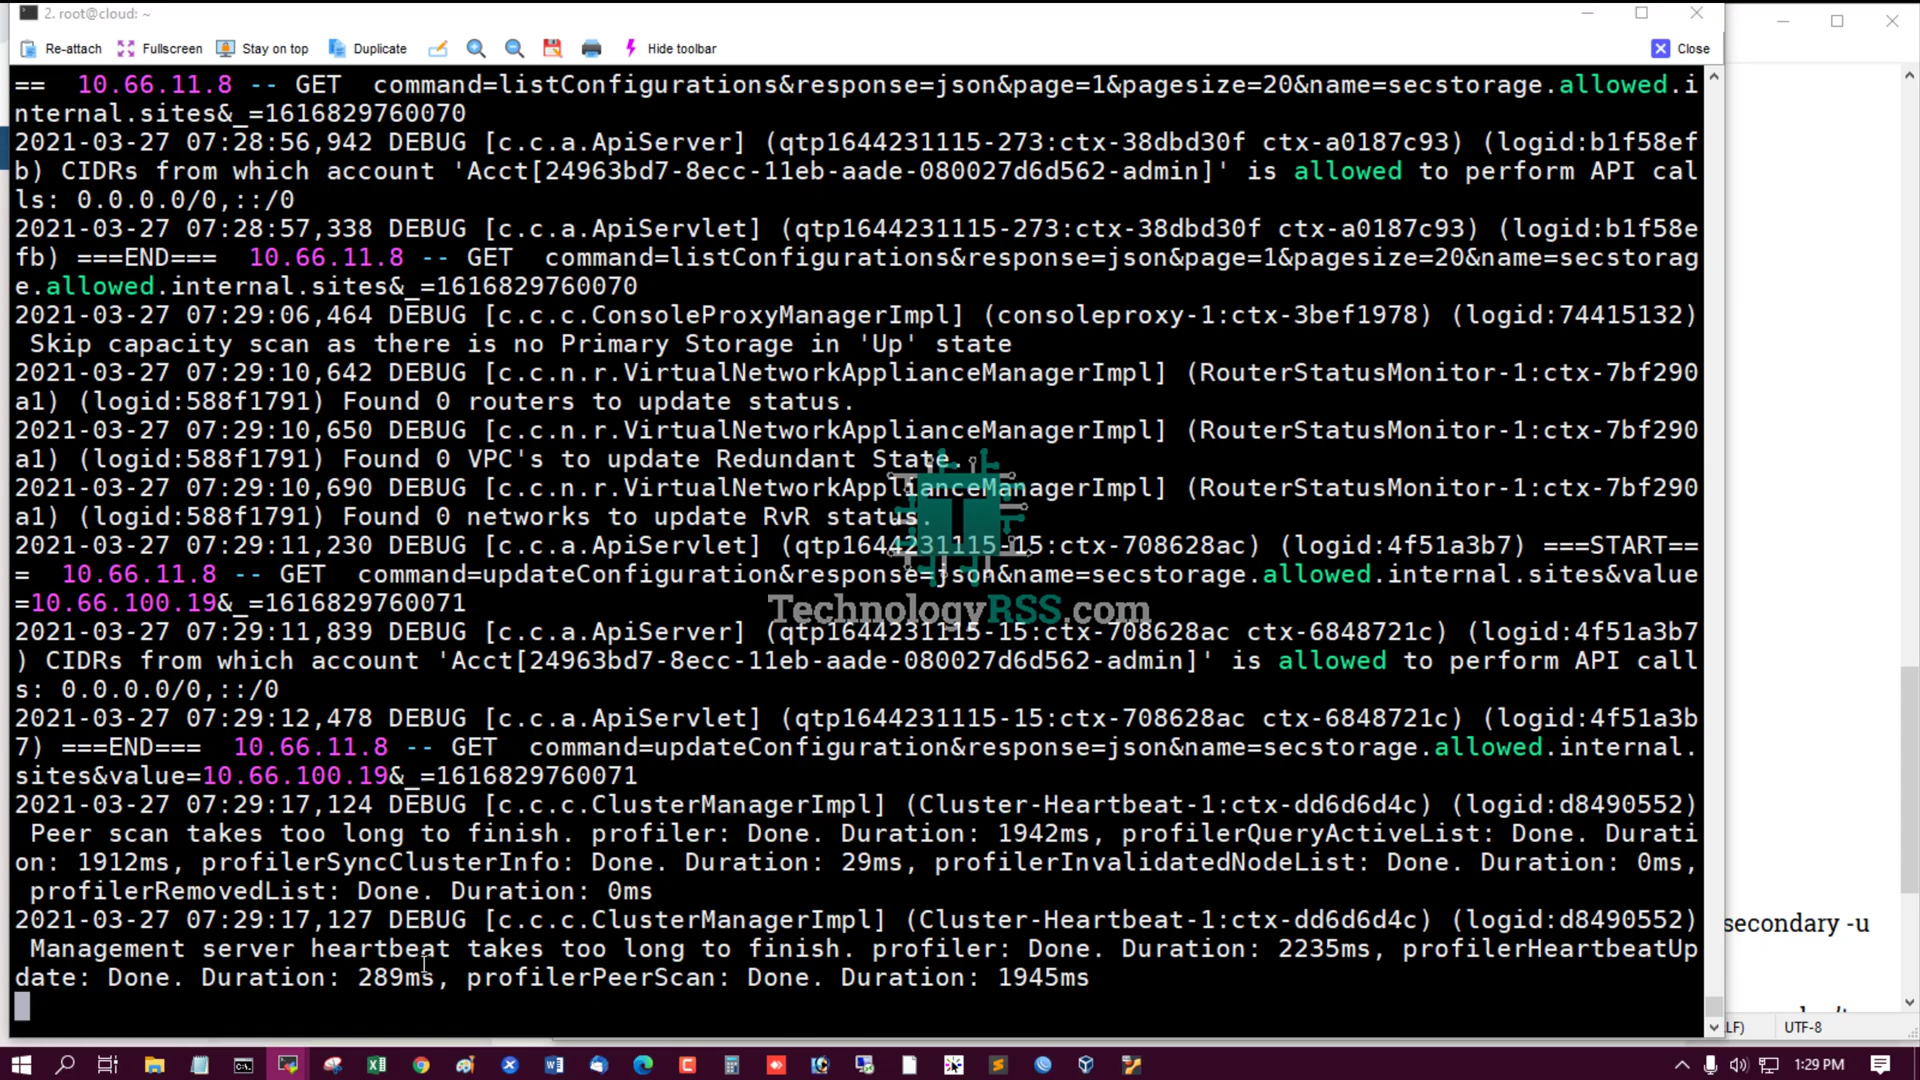 2. root@cloud: ~
Re-attach Fullscreen Stay on top Duplicate Hide toolbar Close
==  10.66.11.8 -- GET  command=listConfigurations&response=json&page=1&pagesize=20&name=secstorage.allowed.i
nternal.sites&_=1616829760070
2021-03-27 07:28:56,942 DEBUG [c.c.a.ApiServer] (qtp1644231115-273:ctx-38dbd30f ctx-a0187c93) (logid:b1f58ef
b) CIDRs from which account 'Acct[24963bd7-8ecc-11eb-aade-080027d6d562-admin]' is allowed to perform API cal
ls: 0.0.0.0/0,::/0
2021-03-27 07:28:57,338 DEBUG [c.c.a.ApiServlet] (qtp1644231115-273:ctx-38dbd30f ctx-a0187c93) (logid:b1f58e
fb) ===END===  10.66.11.8 -- GET  command=listConfigurations&response=json&page=1&pagesize=20&name=secstorag
e.allowed.internal.sites&_=1616829760070
2021-03-27 07:29:06,464 DEBUG [c.c.c.ConsoleProxyManagerImpl] (consoleproxy-1:ctx-3bef1978) (logid:74415132)
 Skip capacity scan as there is no Primary Storage in 'Up' state
2021-03-27 07:29:10,642 DEBUG [c.c.n.r.VirtualNetworkApplianceManagerImpl] (RouterStatusMonitor-1:ctx-7bf290
a1) (logid:588f1791) Found 0 routers to update status.
2021-03-27 07:29:10,650 DEBUG [c.c.n.r.VirtualNetworkApplianceManagerImpl] (RouterStatusMonitor-1:ctx-7bf290
a1) (logid:588f1791) Found 0 VPC's to update Redundant State.
2021-03-27 07:29:10,690 DEBUG [c.c.n.r.VirtualNetworkApplianceManagerImpl] (RouterStatusMonitor-1:ctx-7bf290
a1) (logid:588f1791) Found 0 networks to update RvR status.
2021-03-27 07:29:11,230 DEBUG [c.c.a.ApiServlet] (qtp1644231115-15:ctx-708628ac) (logid:4f51a3b7) ===START==
=  10.66.11.8 -- GET  command=updateConfiguration&response=json&name=secstorage.allowed.internal.sites&value
=10.66.100.19&_=1616829760071
TechnologyRSS.com
2021-03-27 07:29:11,839 DEBUG [c.c.a.ApiServer] (qtp1644231115-15:ctx-708628ac ctx-6848721c) (logid:4f51a3b7
) CIDRs from which account 'Acct[24963bd7-8ecc-11eb-aade-080027d6d562-admin]' is allowed to perform API call
s: 0.0.0.0/0,::/0
2021-03-27 07:29:12,478 DEBUG [c.c.a.ApiServlet] (qtp1644231115-15:ctx-708628ac ctx-6848721c) (logid:4f51a3b
7) ===END===  10.66.11.8 -- GET  command=updateConfiguration&response=json&name=secstorage.allowed.internal.
sites&value=10.66.100.19&_=1616829760071
2021-03-27 07:29:17,124 DEBUG [c.c.c.ClusterManagerImpl] (Cluster-Heartbeat-1:ctx-dd6d6d4c) (logid:d8490552)
 Peer scan takes too long to finish. profiler: Done. Duration: 1942ms, profilerQueryActiveList: Done. Durati
on: 1912ms, profilerSyncClusterInfo: Done. Duration: 29ms, profilerInvalidatedNodeList: Done. Duration: 0ms,
 profilerRemovedList: Done. Duration: 0ms
2021-03-27 07:29:17,127 DEBUG [c.c.c.ClusterManagerImpl] (Cluster-Heartbeat-1:ctx-dd6d6d4c) (logid:d8490552)
 Management server heartbeat takes too long to finish. profiler: Done. Duration: 2235ms, profilerHeartbeatUp
date: Done. Duration: 289ms, profilerPeerScan: Done. Duration: 1945ms
secondary -u
LF) UTF-8
1:29 PM